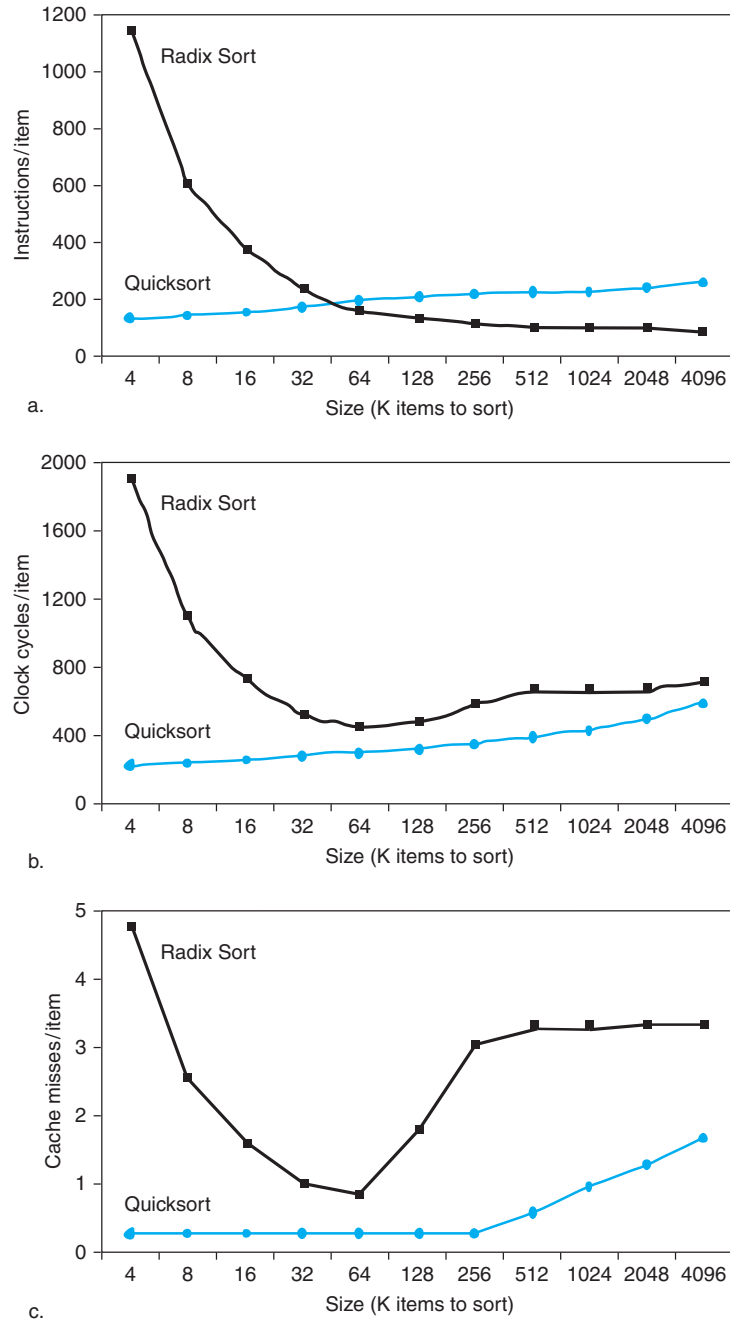 1200
1000
800
600
400
200
0
Instructions/item
Radix Sort
Quicksort
4 8 16 32 64 128 256 512 1024 2048 4096
a.
Size (K items to sort)
2000
1600
1200
800
400
0
Clock cycles/item
Radix Sort
Quicksort
4 8 16 32 64 128 256 512 1024 2048 4096
b.
Size (K items to sort)
5
4
3
2
1
0
Cache misses/item
Radix Sort
Quicksort
4 8 16 32 64 128 256 512 1024 2048 4096
c.
Size (K items to sort)